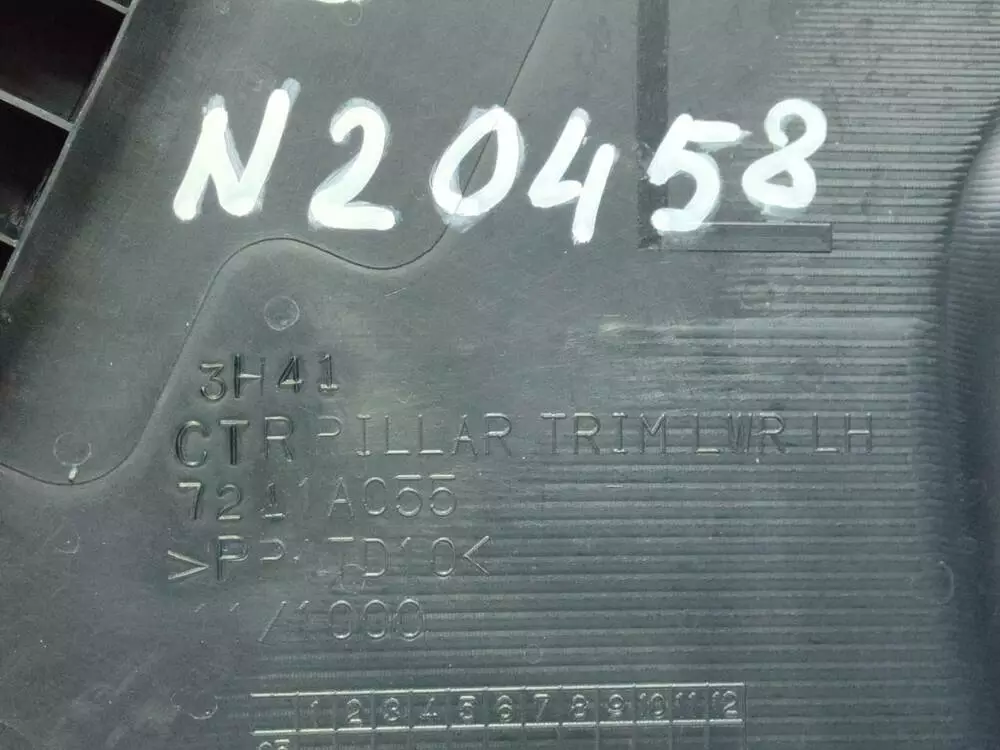 N20458
3H41
CTR PILLAR TRIM LWR LH
7211A055
>PP-TD10<
/1000
1 2 3 4 5 6 7 8 9 10 11 12